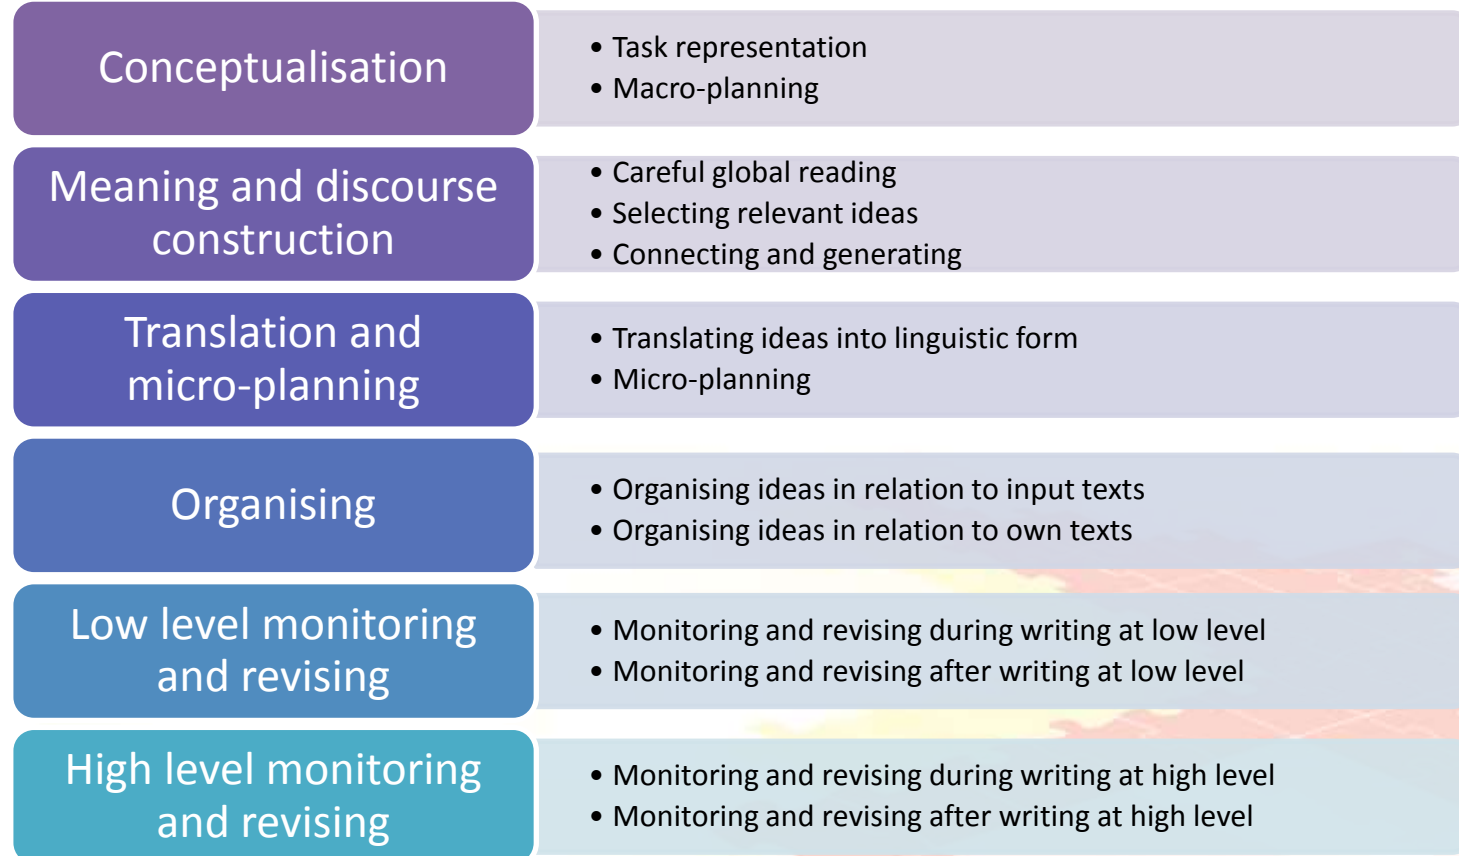 Conceptualisation
• Task representation
• Macro-planning
Meaning and discourse
construction
• Careful global reading
• Selecting relevant ideas
• Connecting and generating
Translation and
micro-planning
• Translating ideas into linguistic form
• Micro-planning
Organising
• Organising ideas in relation to input texts
• Organising ideas in relation to own texts
Low level monitoring
and revising
• Monitoring and revising during writing at low level
• Monitoring and revising after writing at low level
High level monitoring
and revising
• Monitoring and revising during writing at high level
• Monitoring and revising after writing at high level